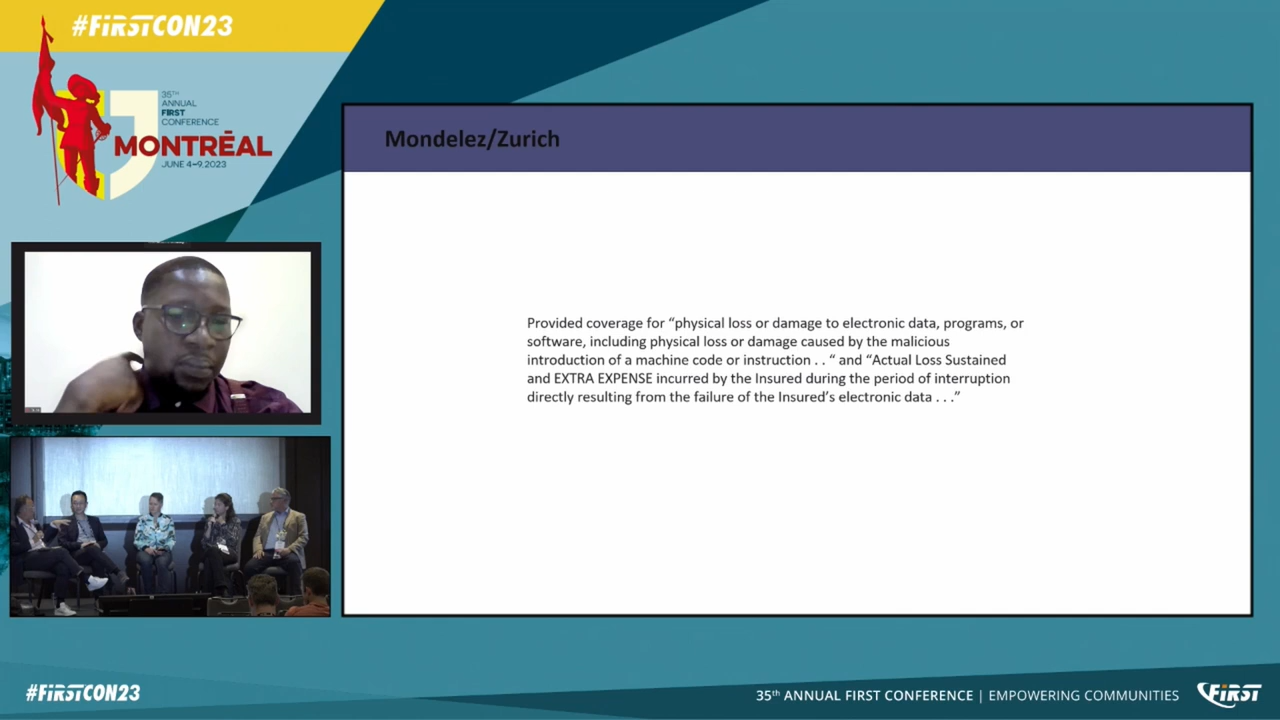 #FiRSTCON23
35TH
ANNUAL
FIRST
CONFERENCE
MONTRĒAL
JUNE 4-9,2023
Mondelez/Zurich
Provided coverage for “physical loss or damage to electronic data, programs, or
software, including physical loss or damage caused by the malicious
introduction of a machine code or instruction . . “ and “Actual Loss Sustained
and EXTRA EXPENSE incurred by the Insured during the period of interruption
directly resulting from the failure of the Insured’s electronic data . . .”
#FiRSTCON23
35th ANNUAL FIRST CONFERENCE | EMPOWERING COMMUNITIES
FiRST